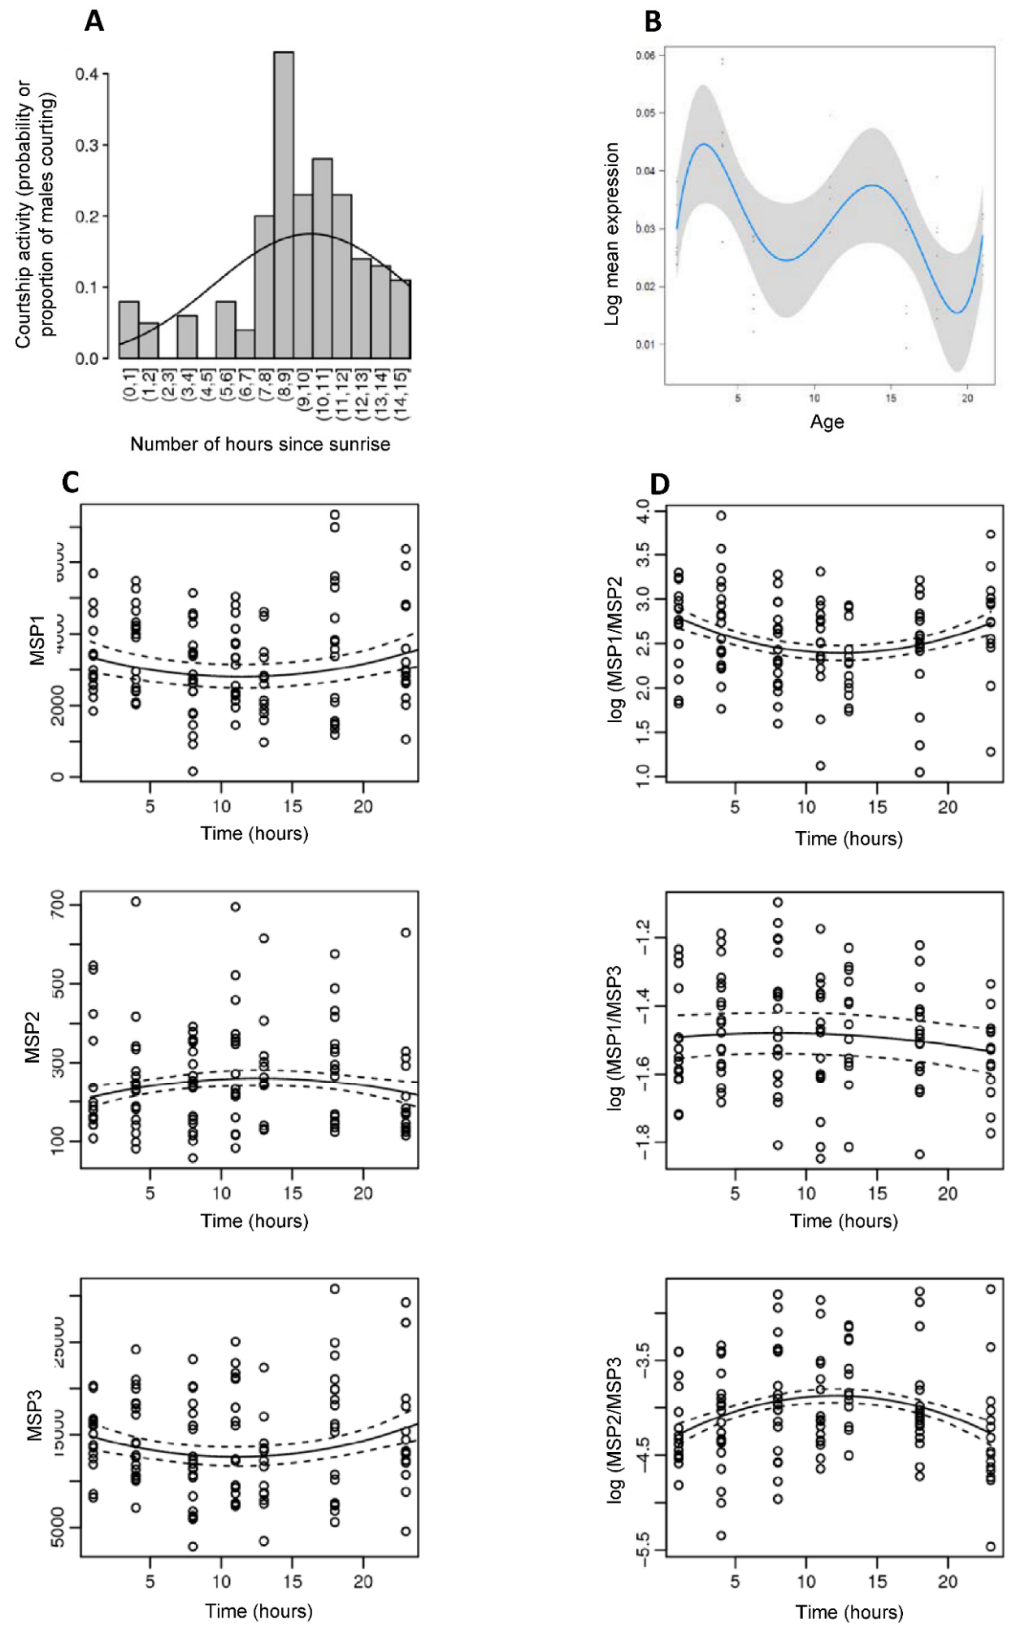 A
Courtship activity (probability or
proportion of males courting)
0.4
0.3
0.2
0.1
0.0
(0,1]
(1,2]
(2,3]
(3,4]
(4,5]
(5,6]
(6,7]
(7,8]
(8,9]
(9,10]
(10,11]
(11,12]
(12,13]
(13,14]
(14,15]
Number of hours since sunrise
B
Log mean expression
0.06
0.05
0.04
0.03
0.02
0.01
5 10 15 20
Age
C
MSP1
4000
2000
0
5 10 15 20
Time (hours)
D
log (MSP1/MSP2
4.0
3.5
3.0
2.5
2.0
1.5
1.0
5 10 15 20
Time (hours)
MSP2
700
500
300
100
5 10 15 20
Time (hours)
log (MSP1/MSP3
−1.2
−1.4
−1.6
−1.8
5 10 15 20
Time (hours)
MSP3
25000
15000
5000
5 10 15 20
Time (hours)
log (MSP2/MSP3
−3.5
−4.5
−5.5
5 10 15 20
Time (hours)